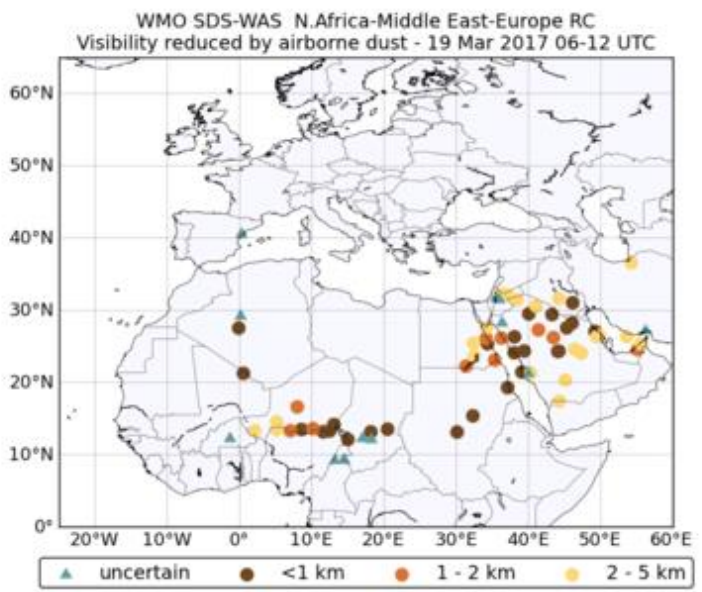 WMO SDS-WAS N.Africa-Middle East-Europe RC
Visibility reduced by airborne dust - 19 Mar 2017 06-12 UTC
60°N
50°N
40°N
30°N
20°N
10°N
0°
20°W 10°W 0° 10°E 20°E 30°E 40°E 50°E 60°E
uncertain <1 km 1 - 2 km 2 - 5 km